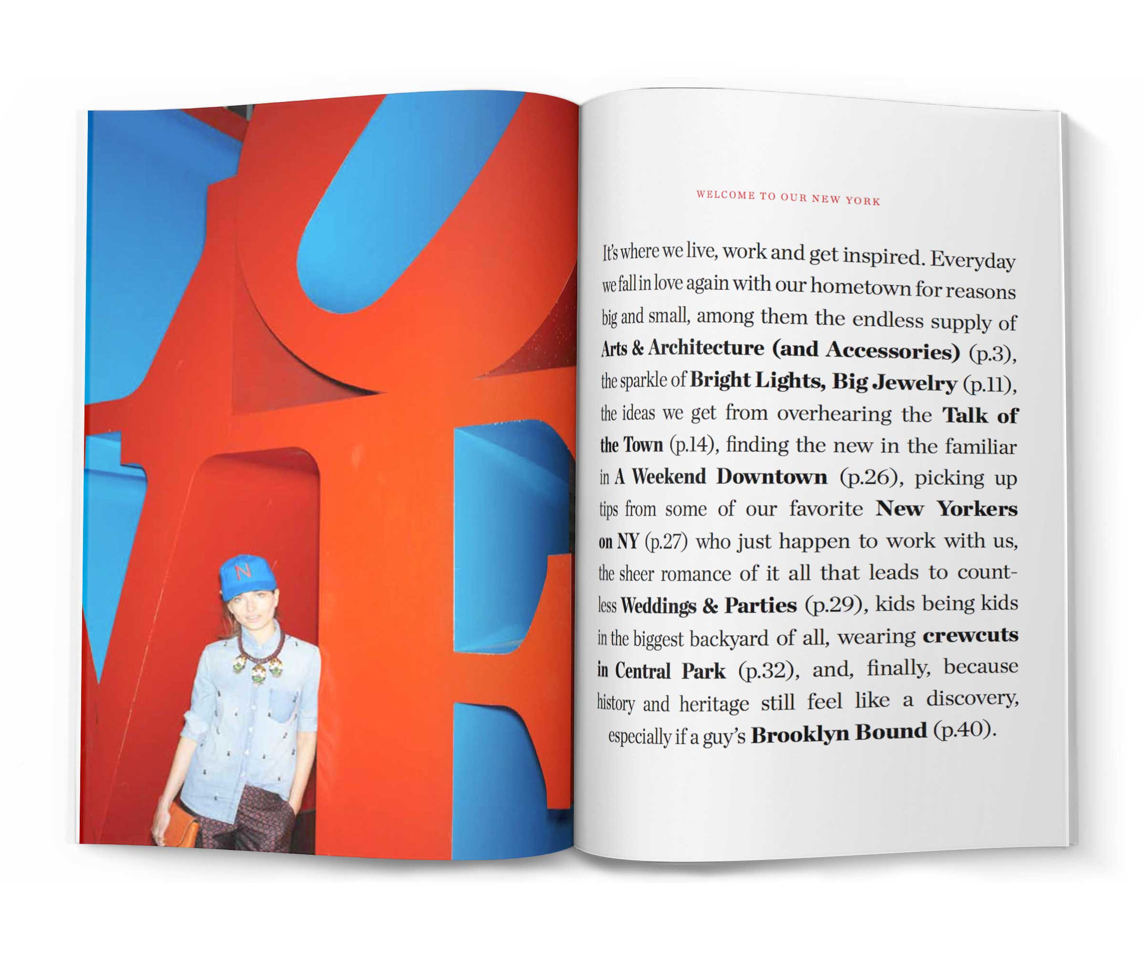 N
WELCOME TO OUR NEW YORK
It's where we live, work and get inspired. Everyday
we fall in love again with our hometown for reasons
big and small, among them the endless supply of
Arts & Architecture (and Accessories) (p.3),
the sparkle of Bright Lights, Big Jewelry (p.11),
the ideas we get from overhearing the Talk of
the Town (p.14), finding the new in the familiar
in A Weekend Downtown (p.26), picking up
tips from some of our favorite New Yorkers
on NY (p.27) who just happen to work with us,
the sheer romance of it all that leads to count-
less Weddings & Parties (p.29), kids being kids
in the biggest backyard of all, wearing crewcuts
in Central Park (p.32), and, finally, because
history and heritage still feel like a discovery,
especially if a guy's Brooklyn Bound (p.40).